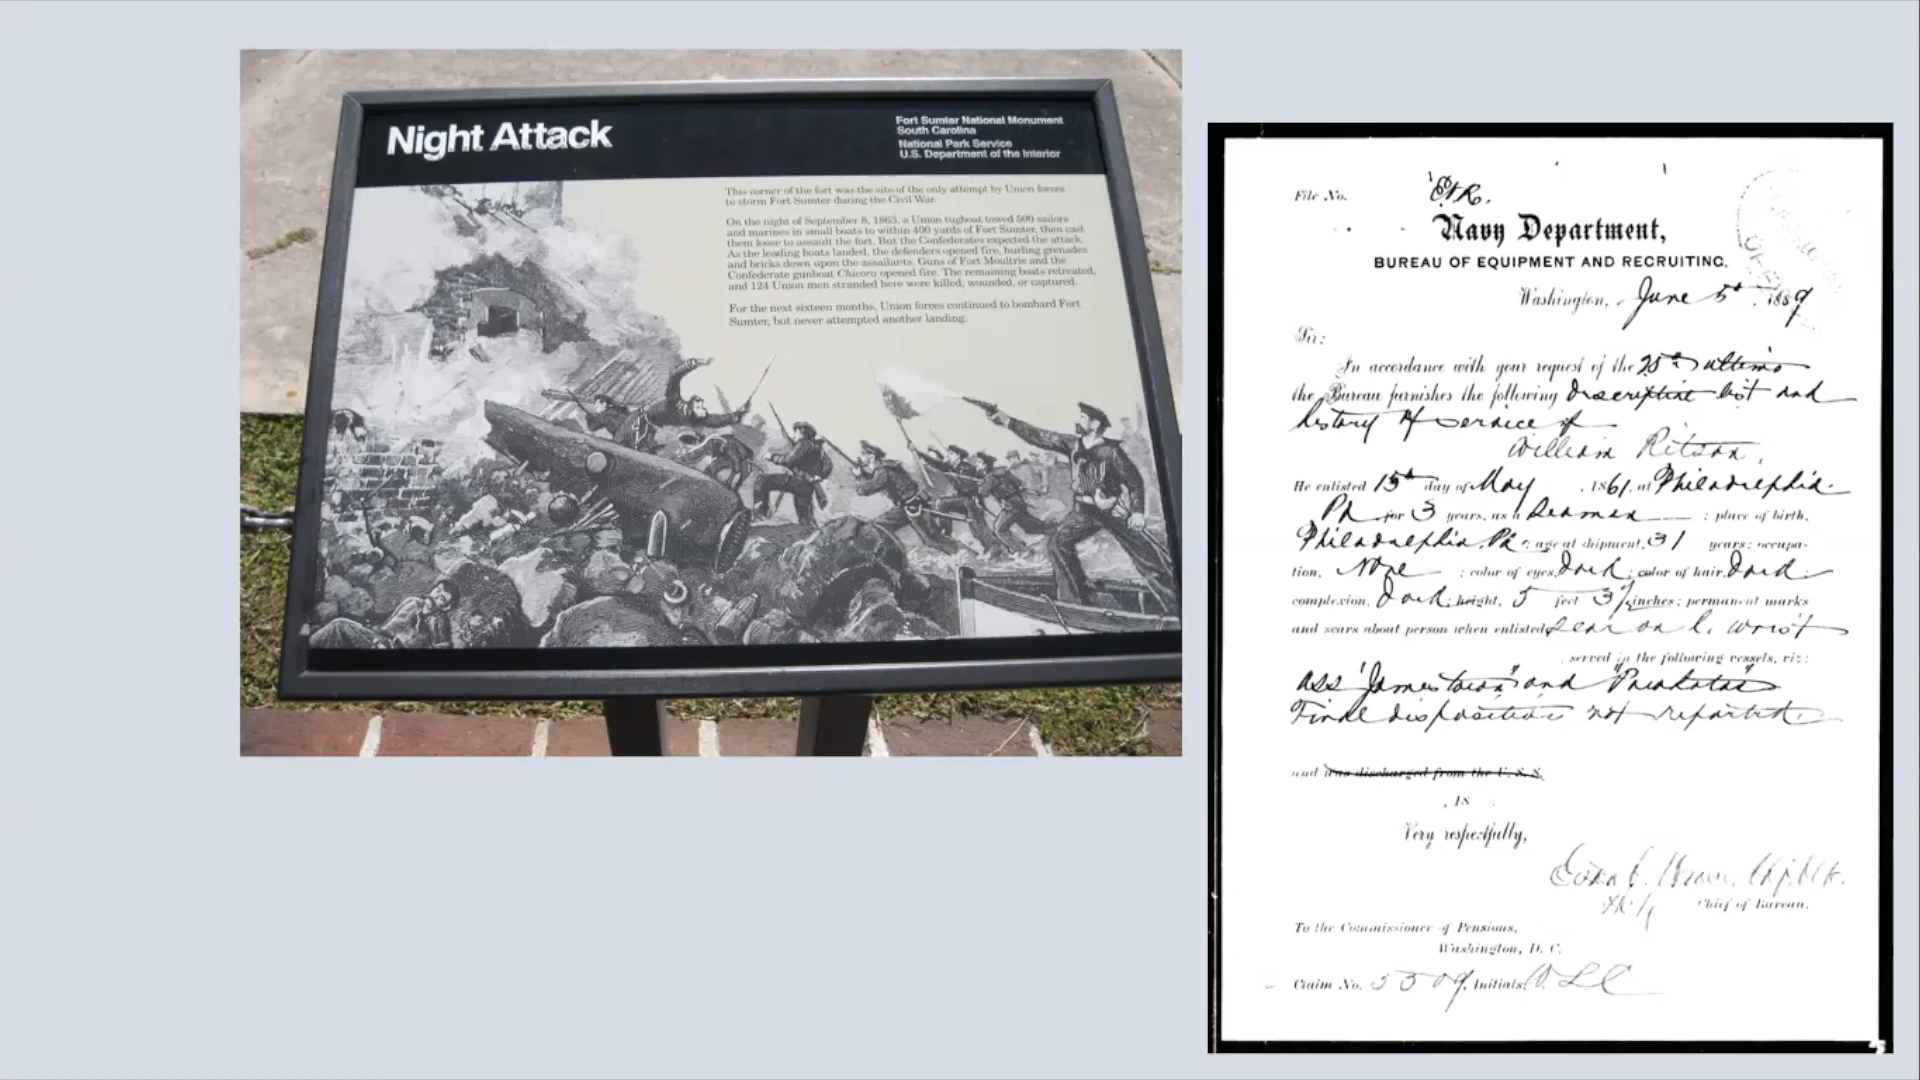 Night Attack
Fort Sumter National Monument
South Carolina
National Park Service
U.S. Department of the Interior
This corner of the fort was the site of the only attempt by Union forces
to storm Fort Sumter during the Civil War.
On the night of September 8, 1863, a Union tugboat towed 500 sailors
and marines in small boats to within 400 yards of Fort Sumter, then cast
them loose to assault the fort. But the Confederates expected the attack.
As the leading boats landed, the defenders opened fire, hurling grenades
and bricks down upon the assailants. Guns of Fort Moultrie and the
Confederate gunboat Chicora opened fire. The remaining boats retreated,
and 124 Union men stranded here were killed, wounded, or captured.
For the next sixteen months, Union forces continued to bombard Fort
Sumter, but never attempted another landing.
File No.
Navy Department,
BUREAU OF EQUIPMENT AND RECRUITING,
Washington, June 5th, 1889
Sir:
In accordance with your request of the 25th ultimo
the Bureau furnishes the following descriptive list and
history of service of
William Ritson,
He enlisted 15th day of May, 1861, at Philadelphia
Pa for 3 years, as a Seaman; place of birth,
Philadelphia, Pa; age at shipment, 31 years; occupa-
tion, None; color of eyes, Dark; color of hair, Dark;
complexion, Dark; height, 5 feet 3 inches; permanent marks
and scars about person when enlisted, Scar on l. wrist
served in the following vessels, viz:
"Jamestown" and
Final disposition not reported.
and was discharged from the U.S.S.
, 18
Very respectfully,
Chief of Bureau.
To the Commissioner of Pensions,
Washington, D. C.
Claim No. 5509, Initials: